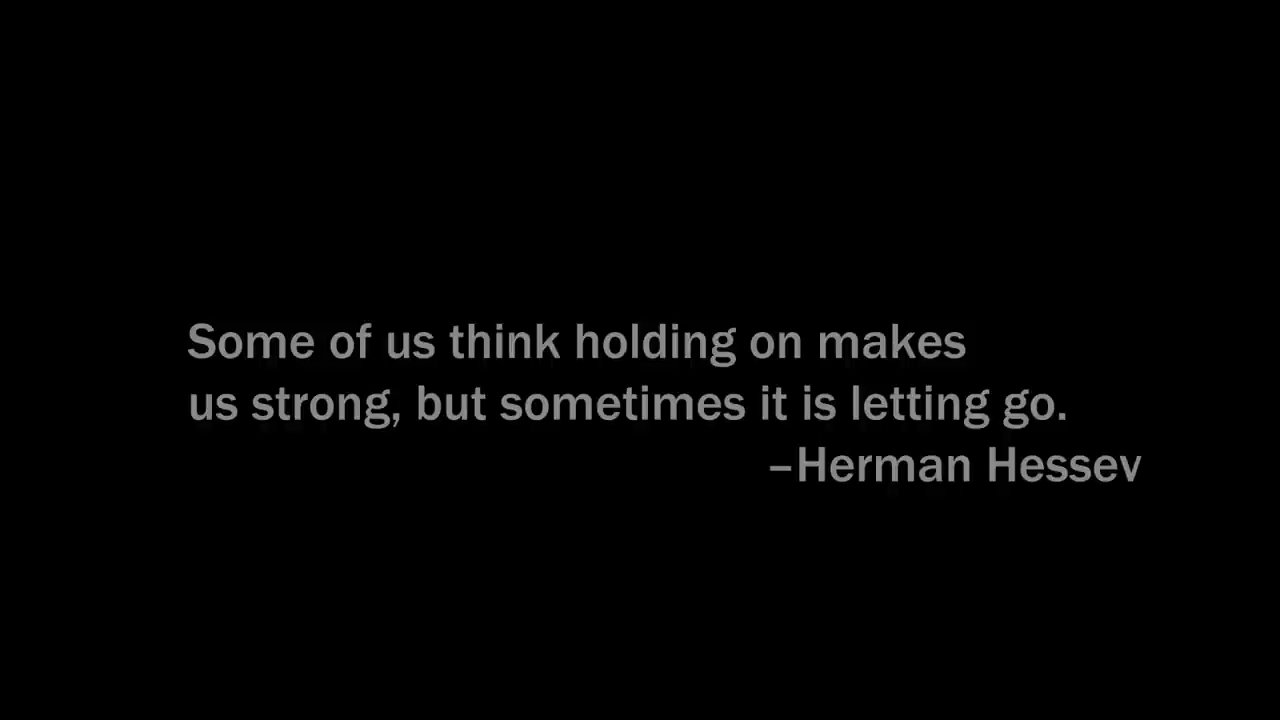 Some of us think holding on makes
us strong, but sometimes it is letting go.
–Herman Hessev